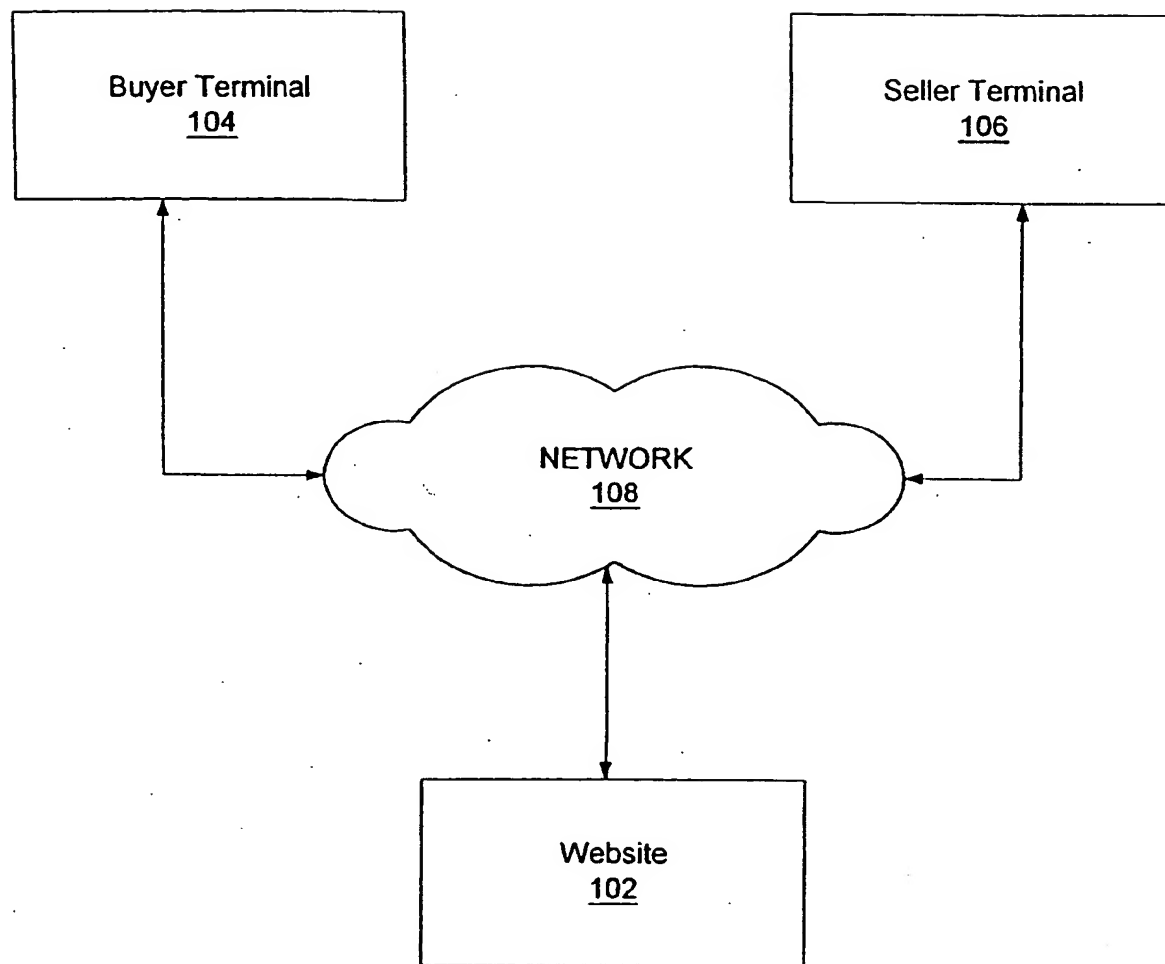 Buyer Terminal
104
Seller Terminal
106
NETWORK
108
Website
102